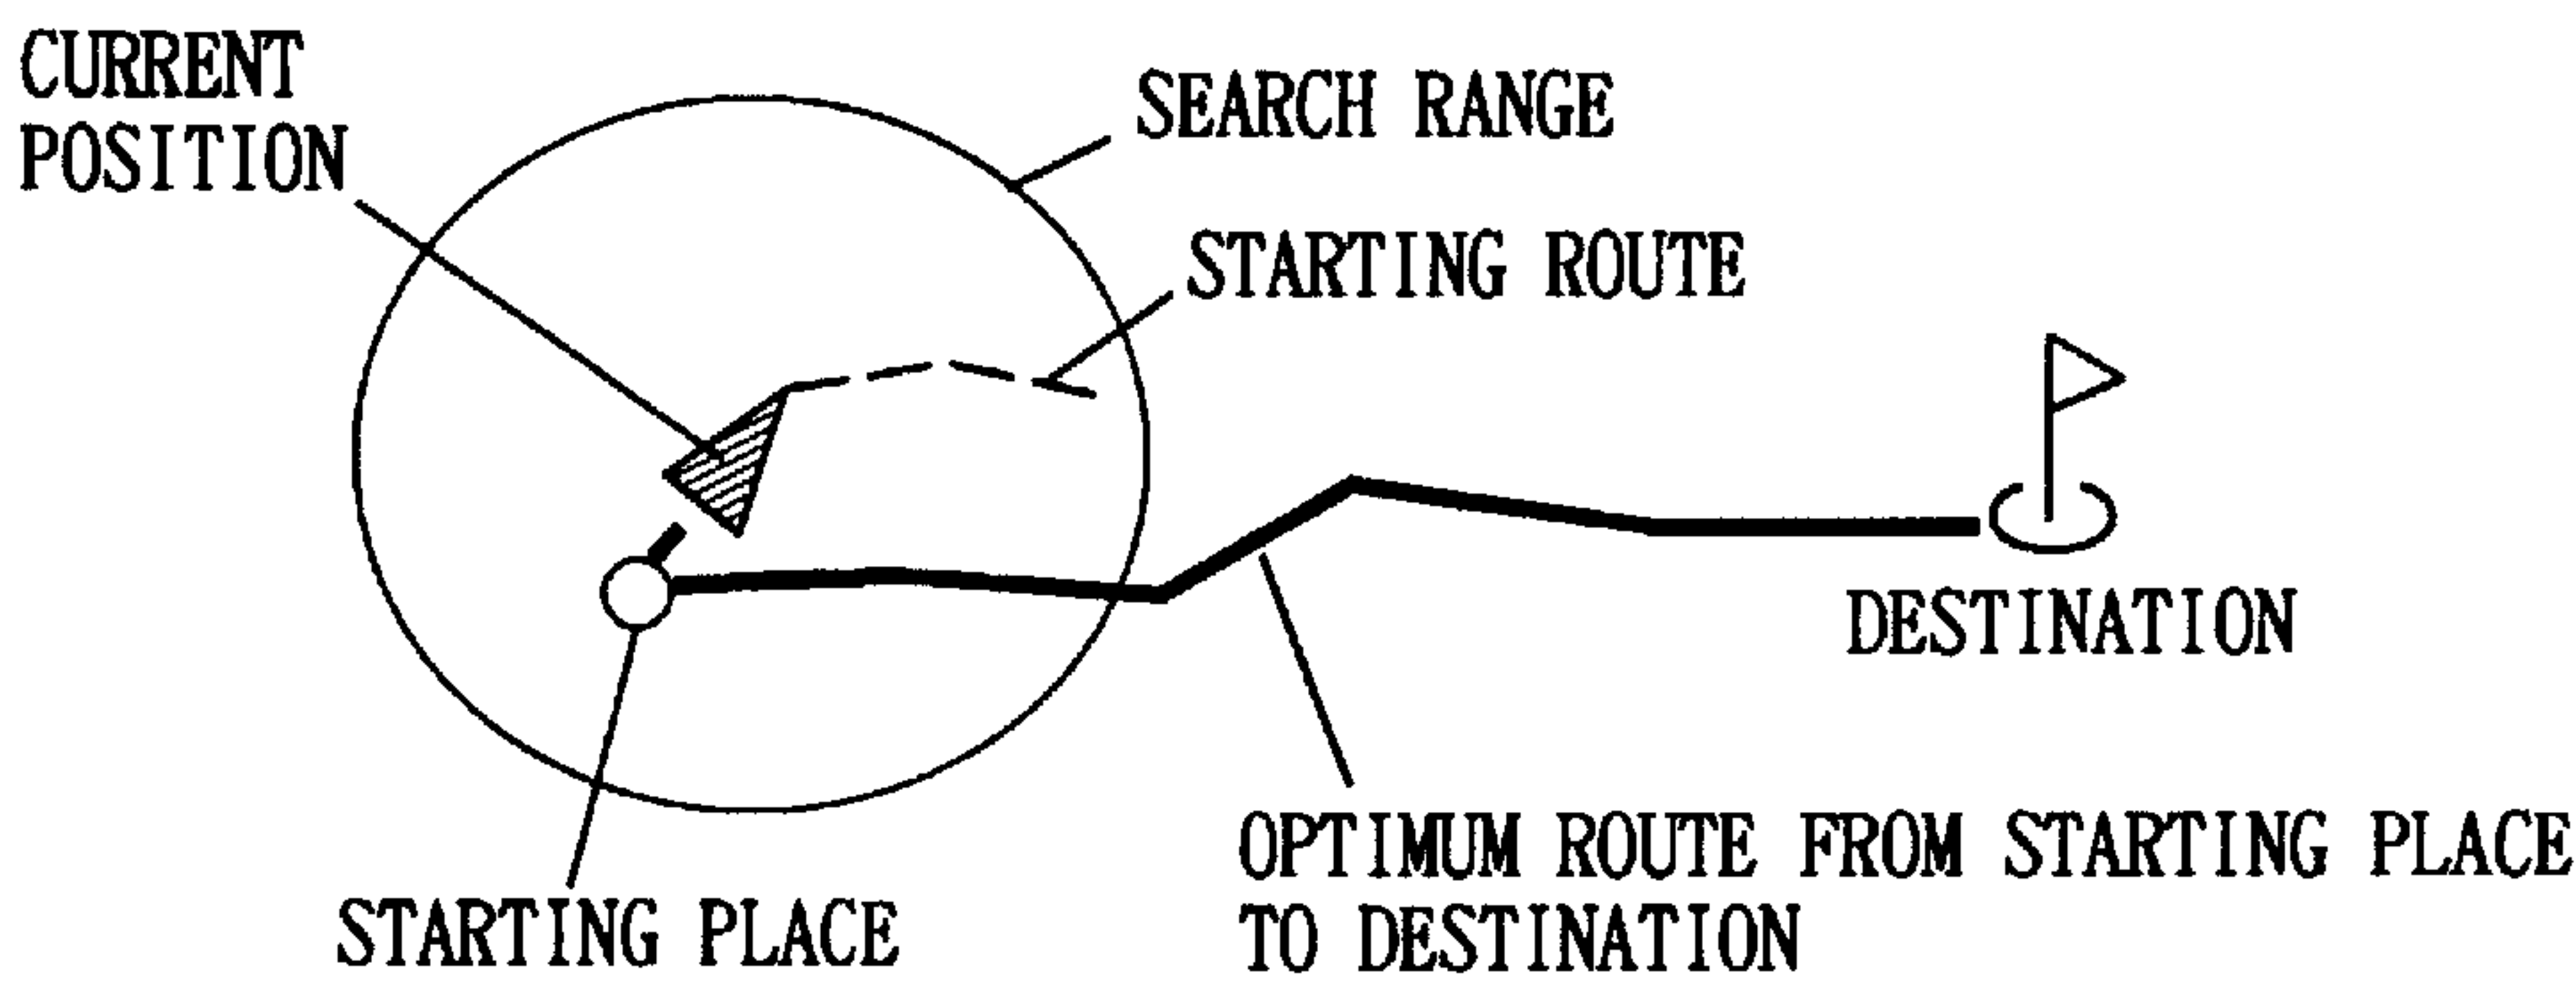 CURRENT
POSITION
SEARCH RANGE
STARTING ROUTE
DESTINATION
OPTIMUM ROUTE FROM STARTING PLACE
TO DESTINATION
STARTING PLACE